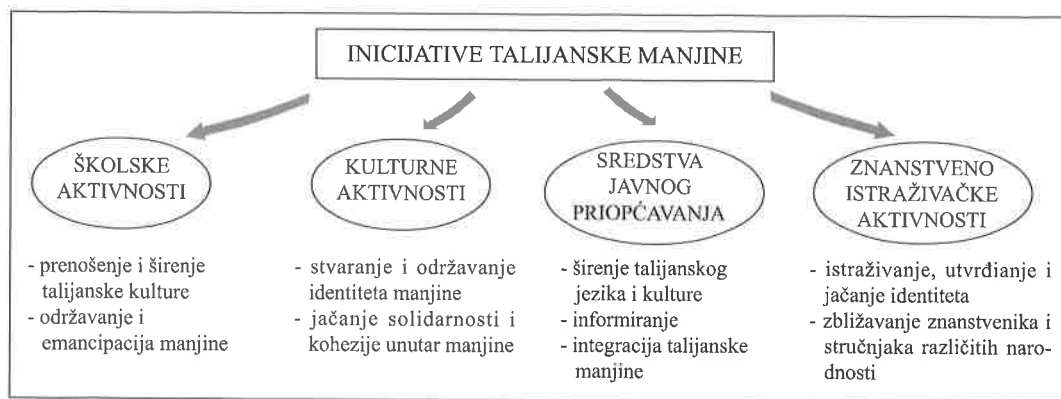 INICIJATIVE TALIJANSKE MANJINE
ŠKOLSKE
AKTIVNOSTI
- prenošenje i širenje
talijanske kulture
- održavanje i
emancipacija manjine
KULTURNE
AKTIVNOSTI
- stvaranje i održavanje
identiteta manjine
- jačanje solidarnosti i
kohezije unutar manjine
SREDSTVA
JAVNOG
PRIOPĆAVANJA
- širenje talijanskog
jezika i kulture
- informiranje
- integracija talijanske
manjine
ZNANSTVENO
ISTRAŽIVAČKE
AKTIVNOSTI
- istraživanje, utvrđianje i
jačanje identiteta
- zbližavanje znanstvenika i
stručnjaka različitih naro-
dnosti